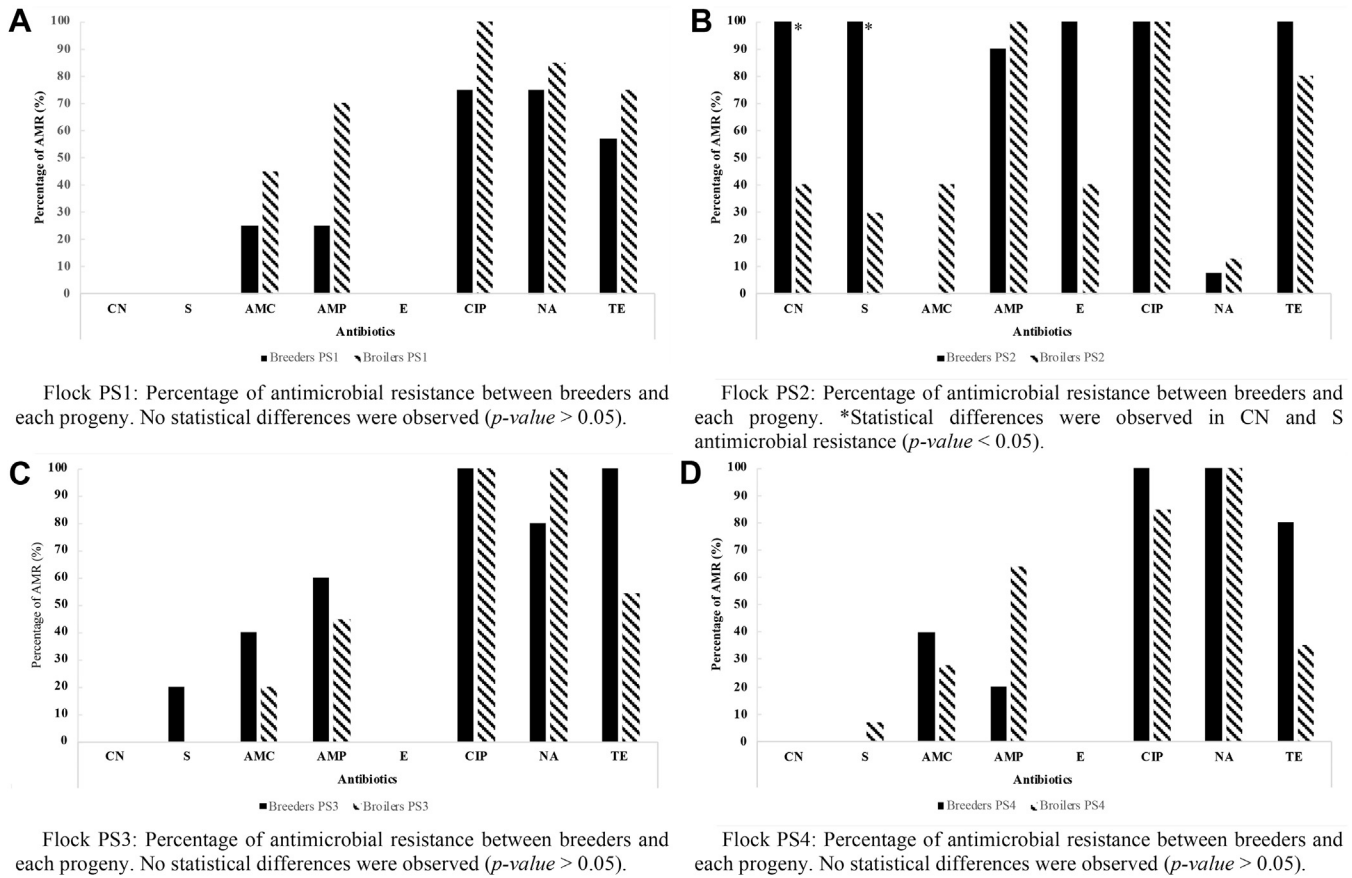 A
Percentage of AMR (%)
100
90
80
70
60
50
40
30
20
10
0
CN S AMC AMP E CIP NA TE
Antibiotics
Breeders PS1 Broilers PS1
Flock PS1: Percentage of antimicrobial resistance between breeders and
each progeny. No statistical differences were observed (p-value > 0.05).
B
Percentage of AMR (%)
100
90
80
70
60
50
40
30
20
10
0
* *
CN S AMC AMP E CIP NA TE
Antibiotics
Breeders PS2 Broilers PS2
Flock PS2: Percentage of antimicrobial resistance between breeders and
each progeny. *Statistical differences were observed in CN and S
antimicrobial resistance (p-value < 0.05).
C
Percentage of AMR (%)
100
90
80
70
60
50
40
30
20
10
0
CN S AMC AMP E CIP NA TE
Antibiotics
Breeders PS3 Broilers PS3
Flock PS3: Percentage of antimicrobial resistance between breeders and
each progeny. No statistical differences were observed (p-value > 0.05).
D
Percentage of AMR (%)
100
90
80
70
60
50
40
30
20
10
0
CN S AMC AMP E CIP NA TE
Antibiotics
Breeders PS4 Broilers PS4
Flock PS4: Percentage of antimicrobial resistance between breeders and
each progeny. No statistical differences were observed (p-value > 0.05).